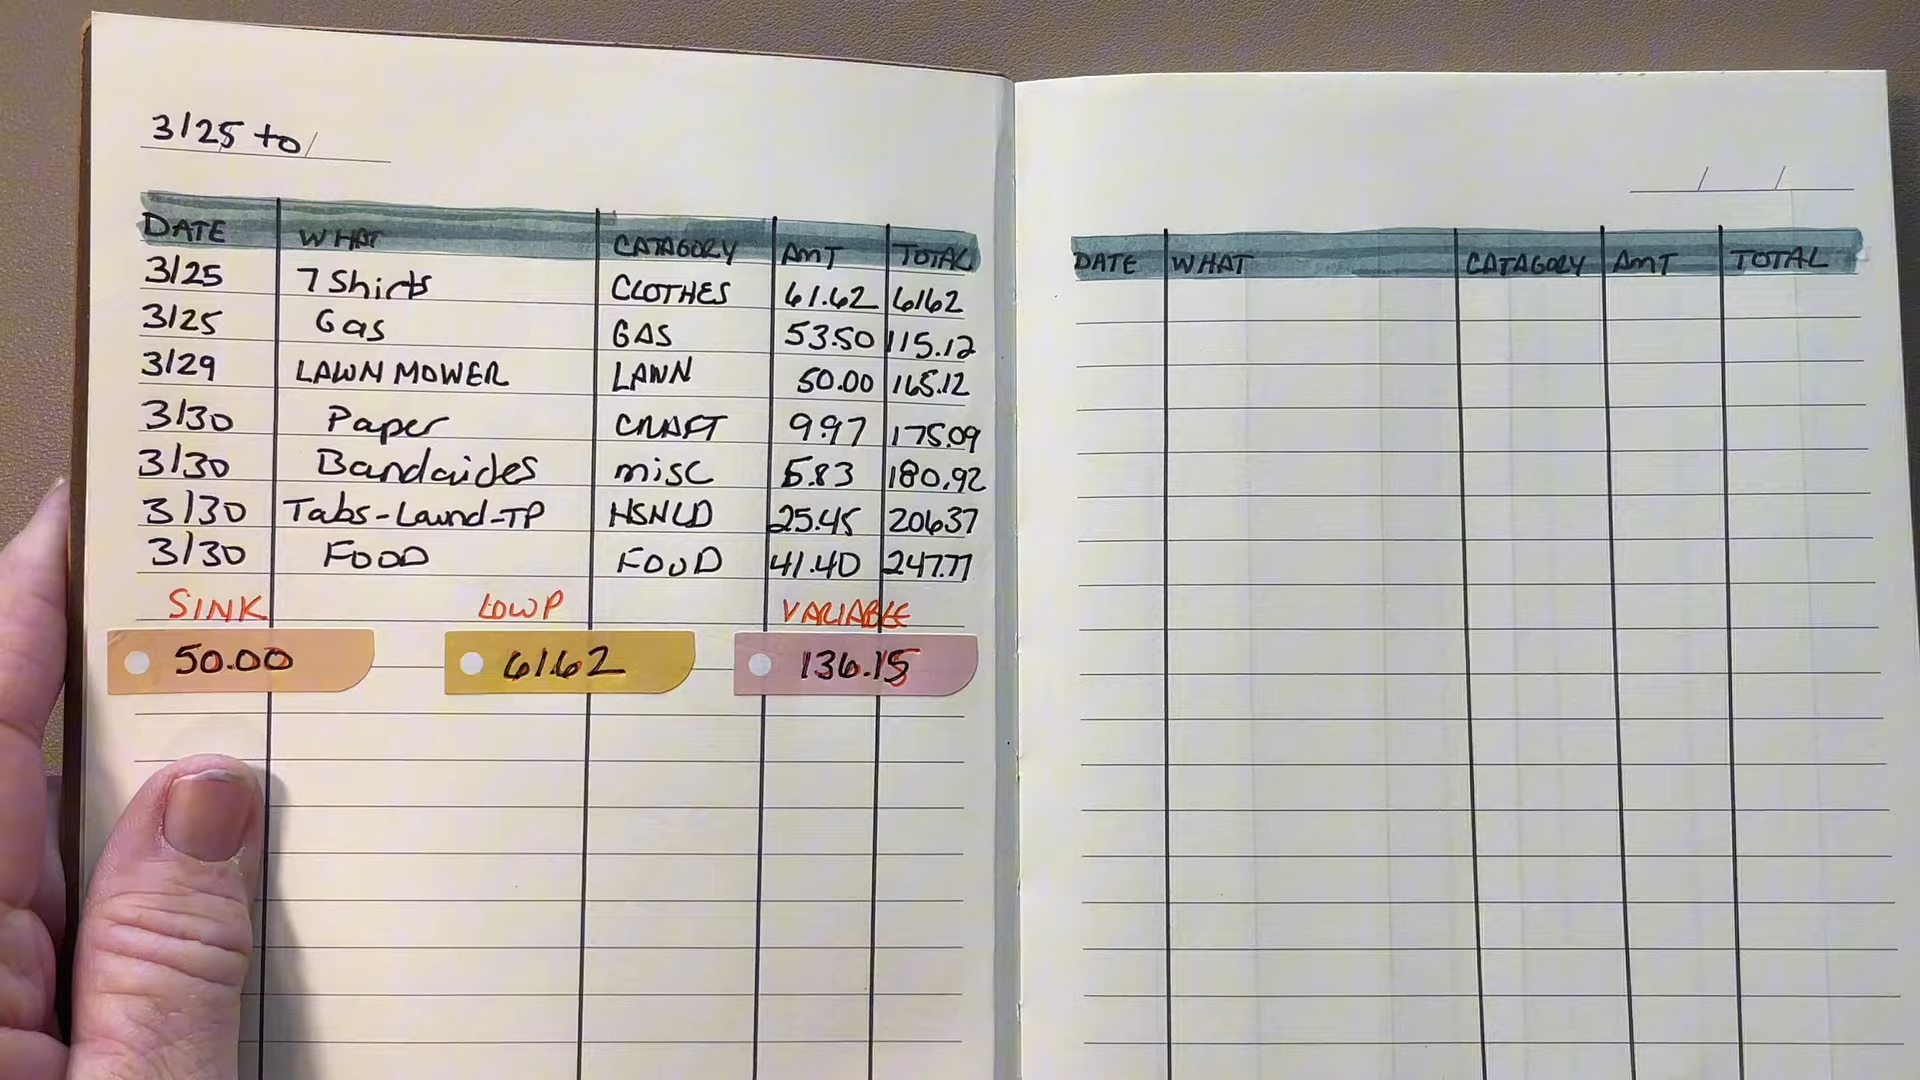 3/25 to
DATE WHAT CATAGORY AMT TOTAL
3/25 7 Shirts CLOTHES 61.62 6162
3/25 Gas GAS 53.50 115.12
3/29 LAWN MOWER LAWN 50.00 165.12
3/30 Paper CRAFT 9.97 175.09
3/30 Bandaides misc 5.83 180.92
3/30 Tabs-Laund-TP HSHLD 25.45 206.37
3/30 FOOD FOOD 41.40 247.77
SINK LOWP VARIABLE
50.00 61.62 136.15
DATE WHAT CATAGORY AMT TOTAL